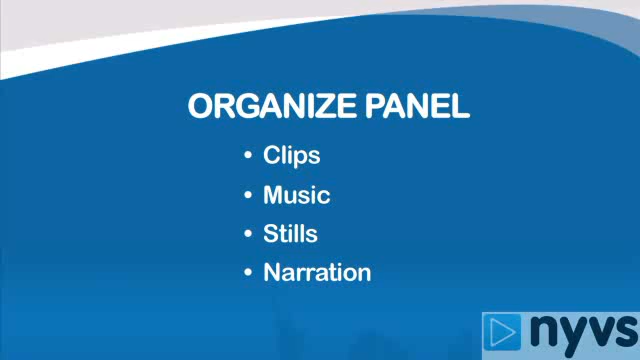 ORGANIZE PANEL
• Clips
• Music
• Stills
• Narration
nyvs